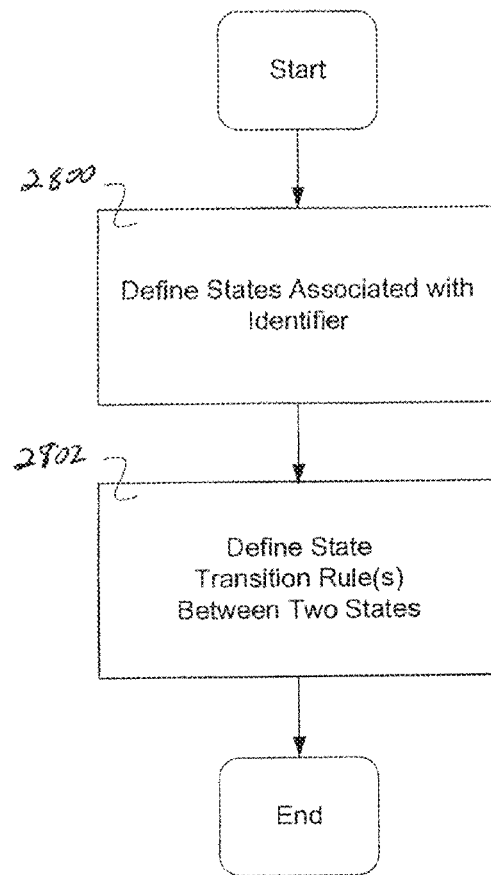 Start
2800
Define States Associated with
Identifier
2802
Define State
Transition Rule(s)
Between Two States
End